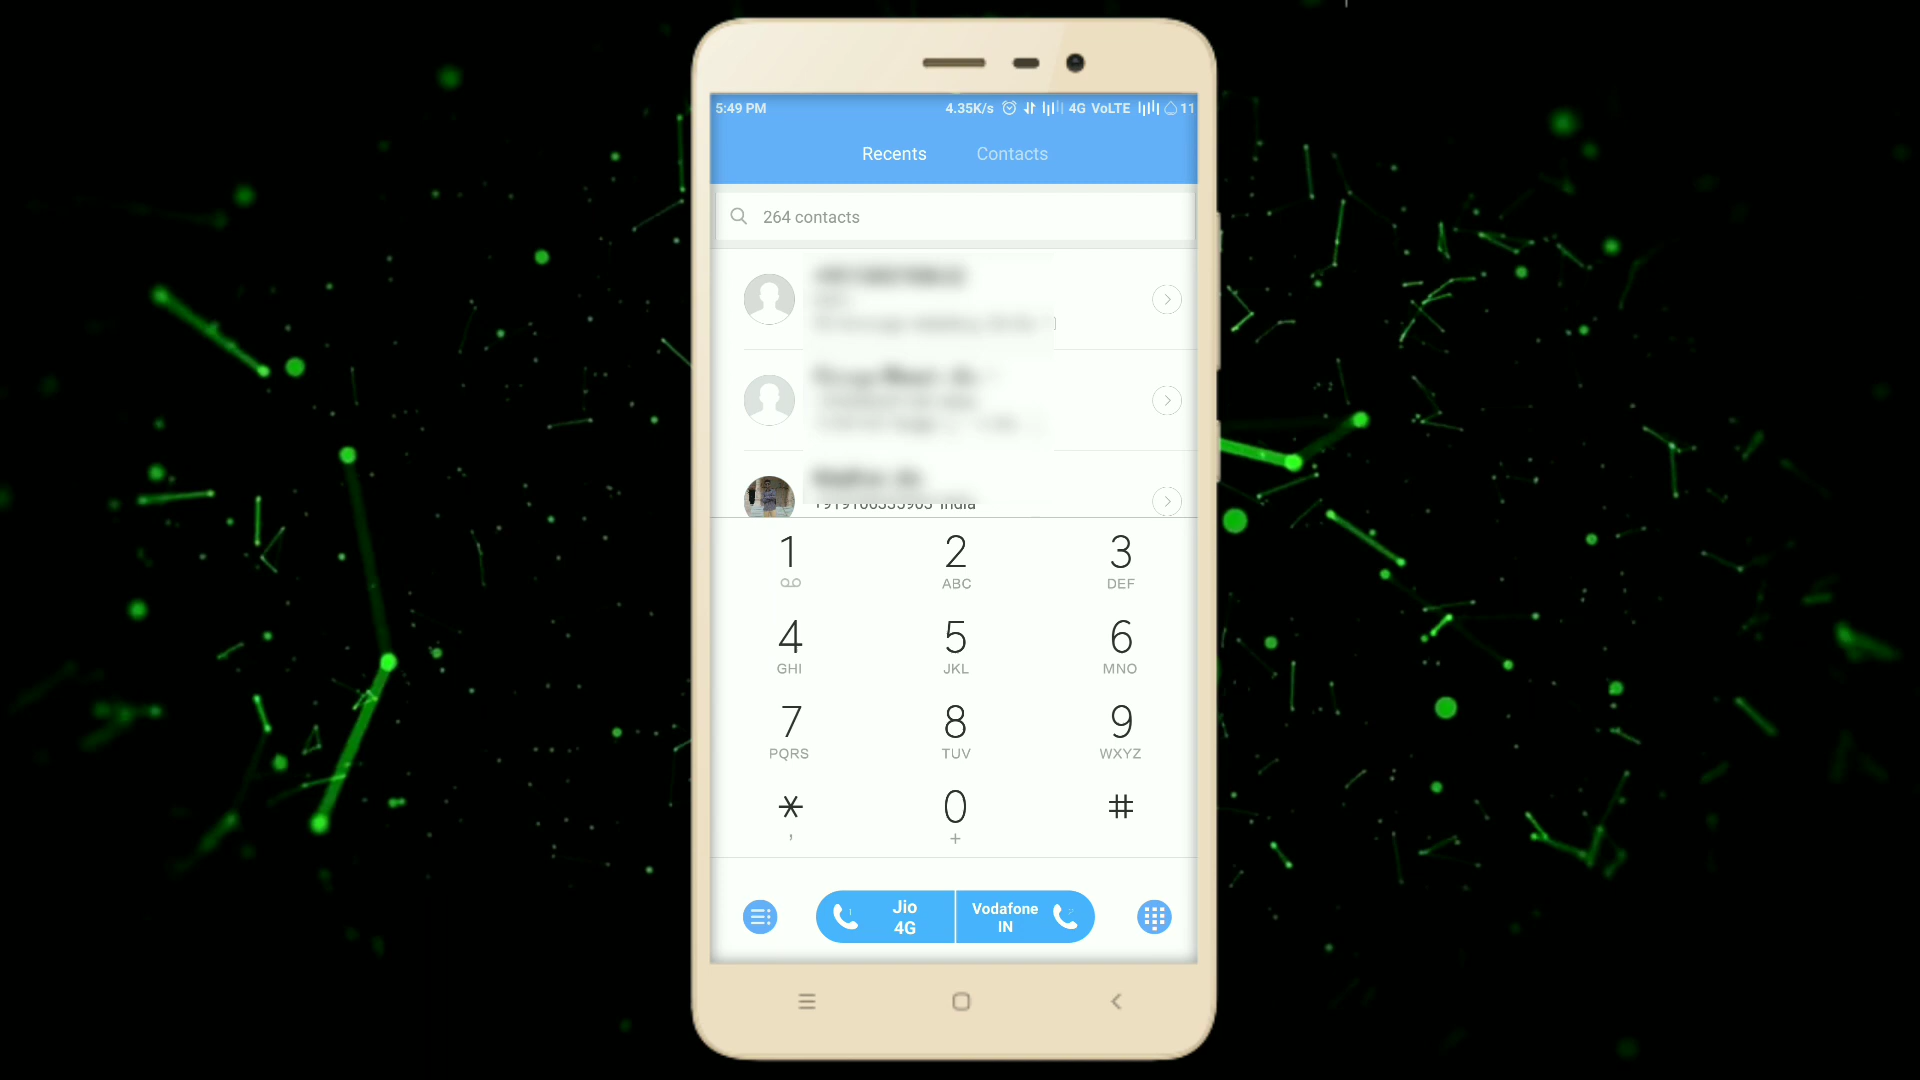 5:49 PM 4.35K/s 4G VoLTE 11
Recents Contacts
264 contacts
India
1 2 3
ABC DEF
4 5 6
GHI JKL MNO
7 8 9
PQRS TUV WXYZ
* 0 #
, +
Jio 4G Vodafone IN